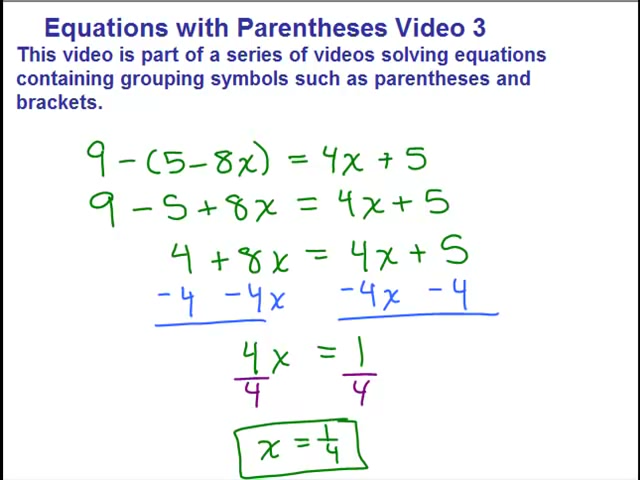 Equations with Parentheses Video 3
This video is part of a series of videos solving equations
containing grouping symbols such as parentheses and
brackets.
9 - (5 - 8x) = 4x + 5
9 - 5 + 8x = 4x + 5
4 + 8x = 4x + 5
-4 -4x -4x -4
4x = 1
4 4
x = 1/4